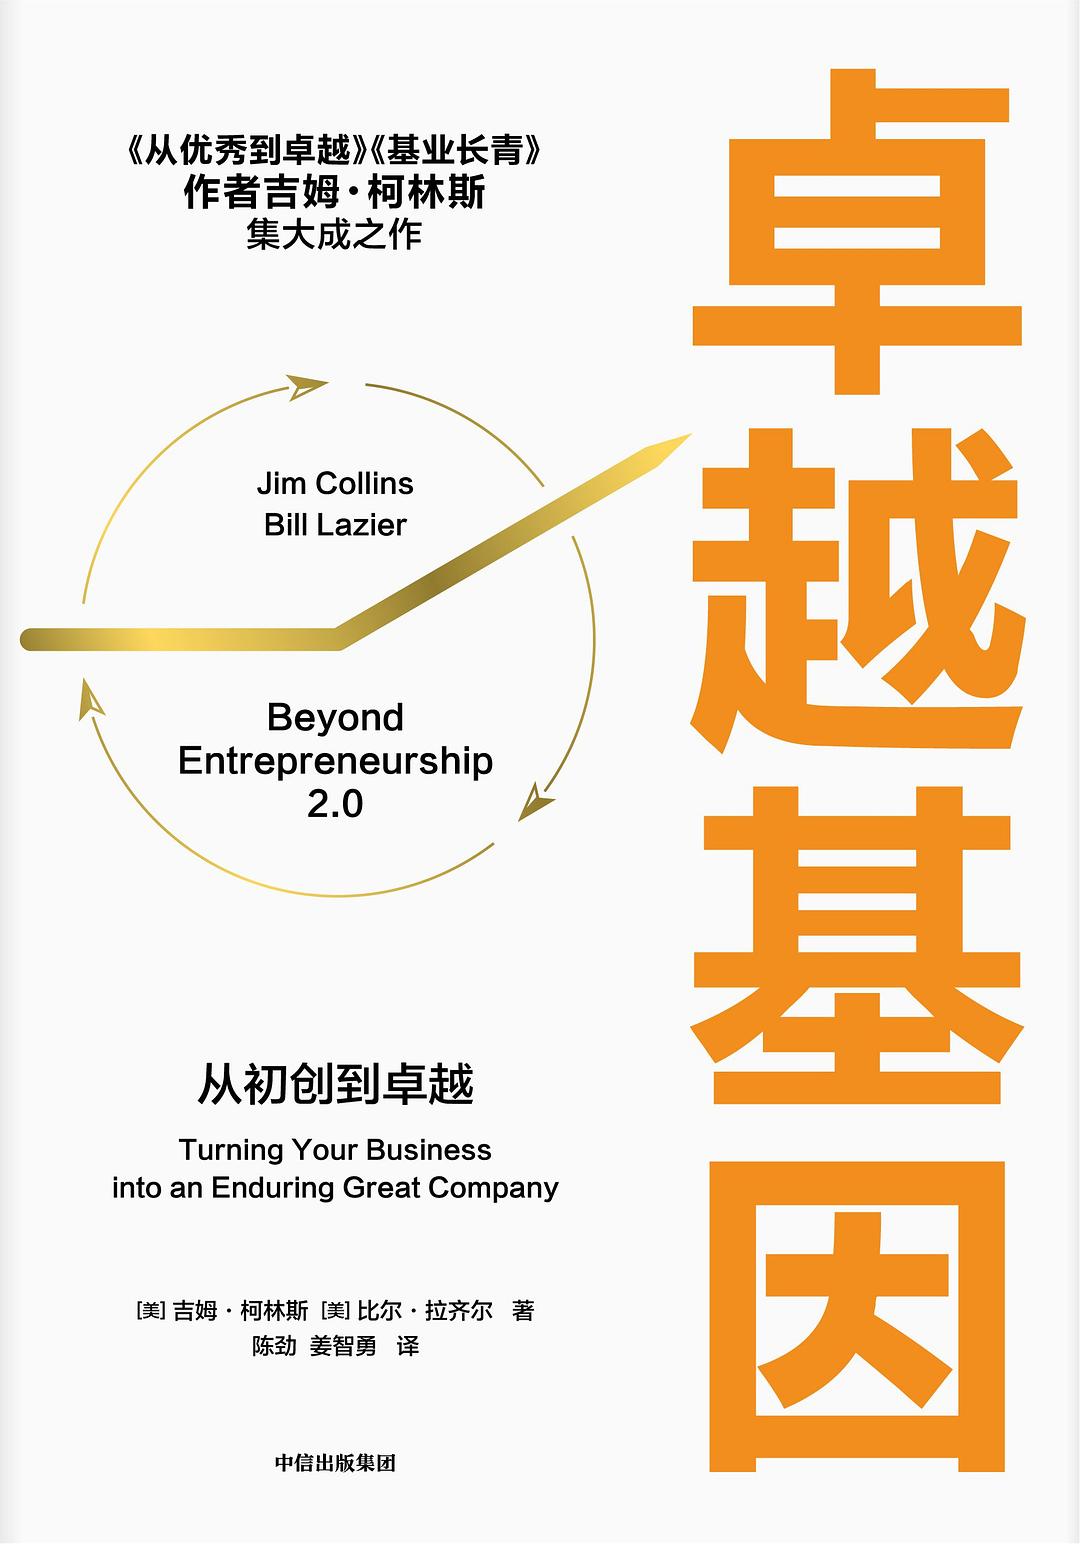 《从优秀到卓越》《基业长青》
作者吉姆·柯林斯
集大成之作
卓越基因
Jim Collins
Bill Lazier
Beyond
Entrepreneurship
2.0
从初创到卓越
Turning Your Business
into an Enduring Great Company
[美] 吉姆·柯林斯 [美] 比尔·拉齐尔 著
陈劲 姜智勇 译
中信出版集团